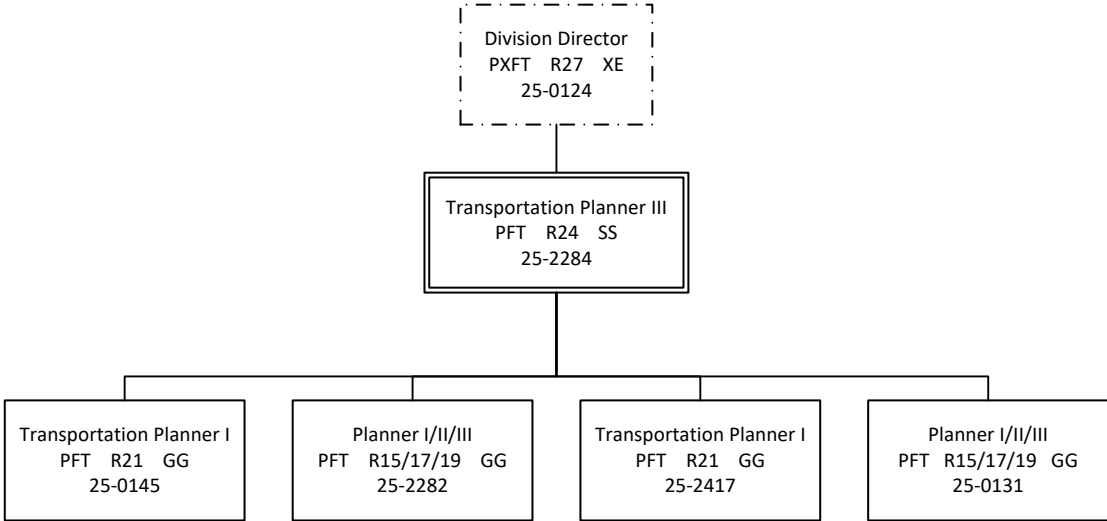 Division Director
PXFT R27 XE
25-0124
Transportation Planner III
PFT R24 SS
25-2284
Transportation Planner I
PFT R21 GG
25-0145
Planner I/II/III
PFT R15/17/19 GG
25-2282
Transportation Planner I
PFT R21 GG
25-2417
Planner I/II/III
PFT R15/17/19 GG
25-0131